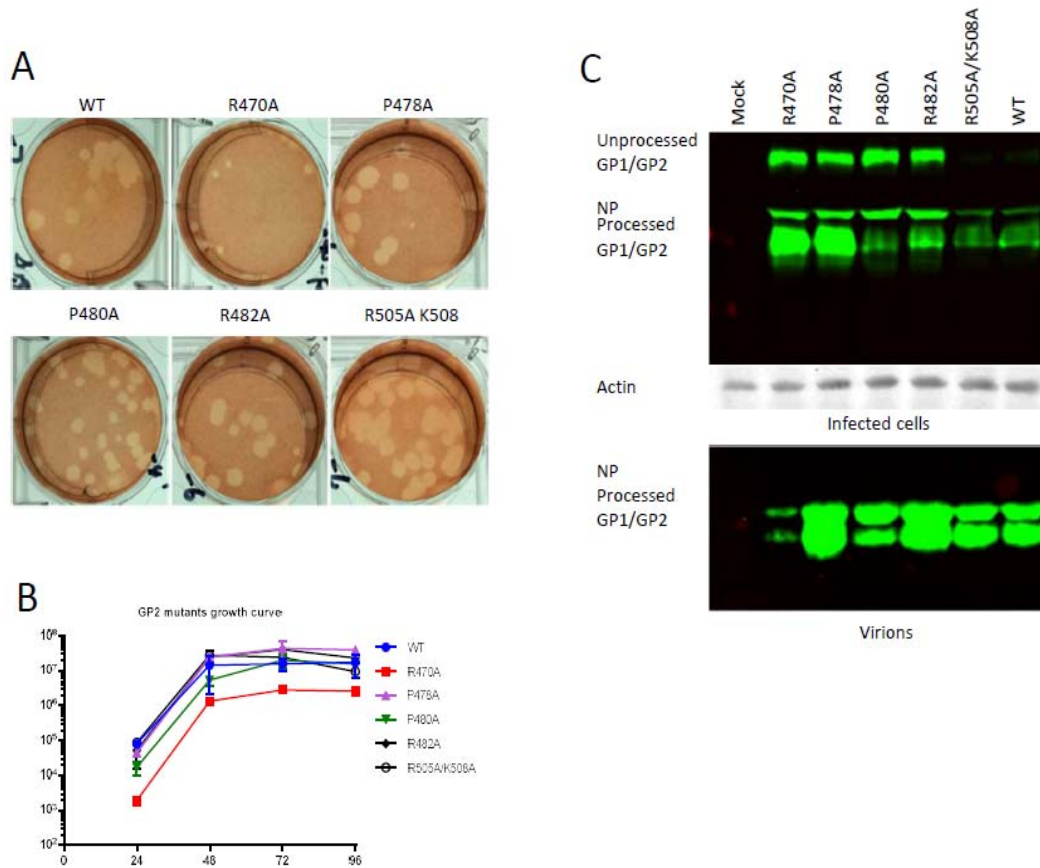 A
WT
R470A
P478A
P480A
R482A
R505A K508
B
GP2 mutants growth curve
10^8
10^7
10^6
10^5
10^4
10^3
10^2
0
24
48
72
96
WT
R470A
P478A
P480A
R482A
R505A/K508A
C
Mock
R470A
P478A
P480A
R482A
R505A/K508A
WT
Unprocessed
GP1/GP2
NP
Processed
GP1/GP2
Actin
Infected cells
NP
Processed
GP1/GP2
Virions